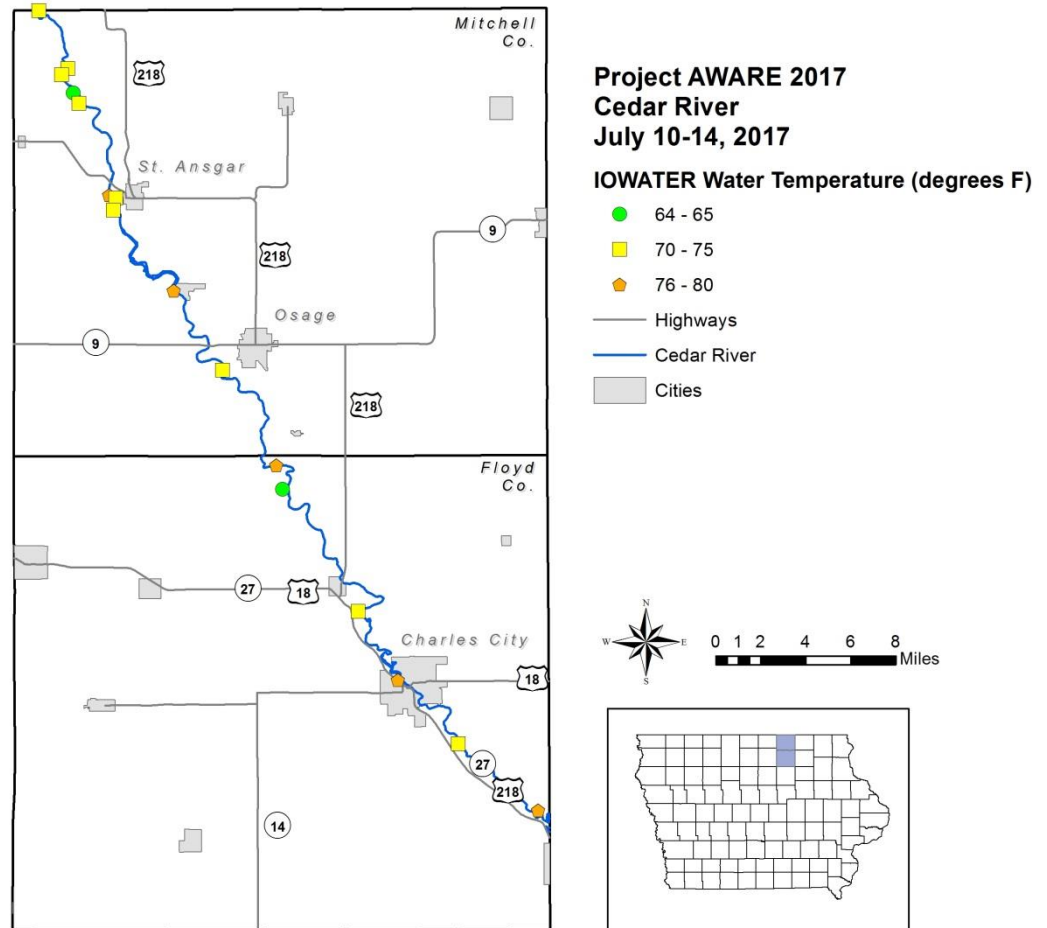 Mitchell
Co.
218
St. Ansgar
9
218
Osage
9
218
Floyd
Co.
27
18
Charles City
18
27
218
14
Project AWARE 2017
Cedar River
July 10-14, 2017
IOWATER Water Temperature (degrees F)
64 - 65
70 - 75
76 - 80
Highways
Cedar River
Cities
N
W
E
S
0 1 2 4 6 8
Miles